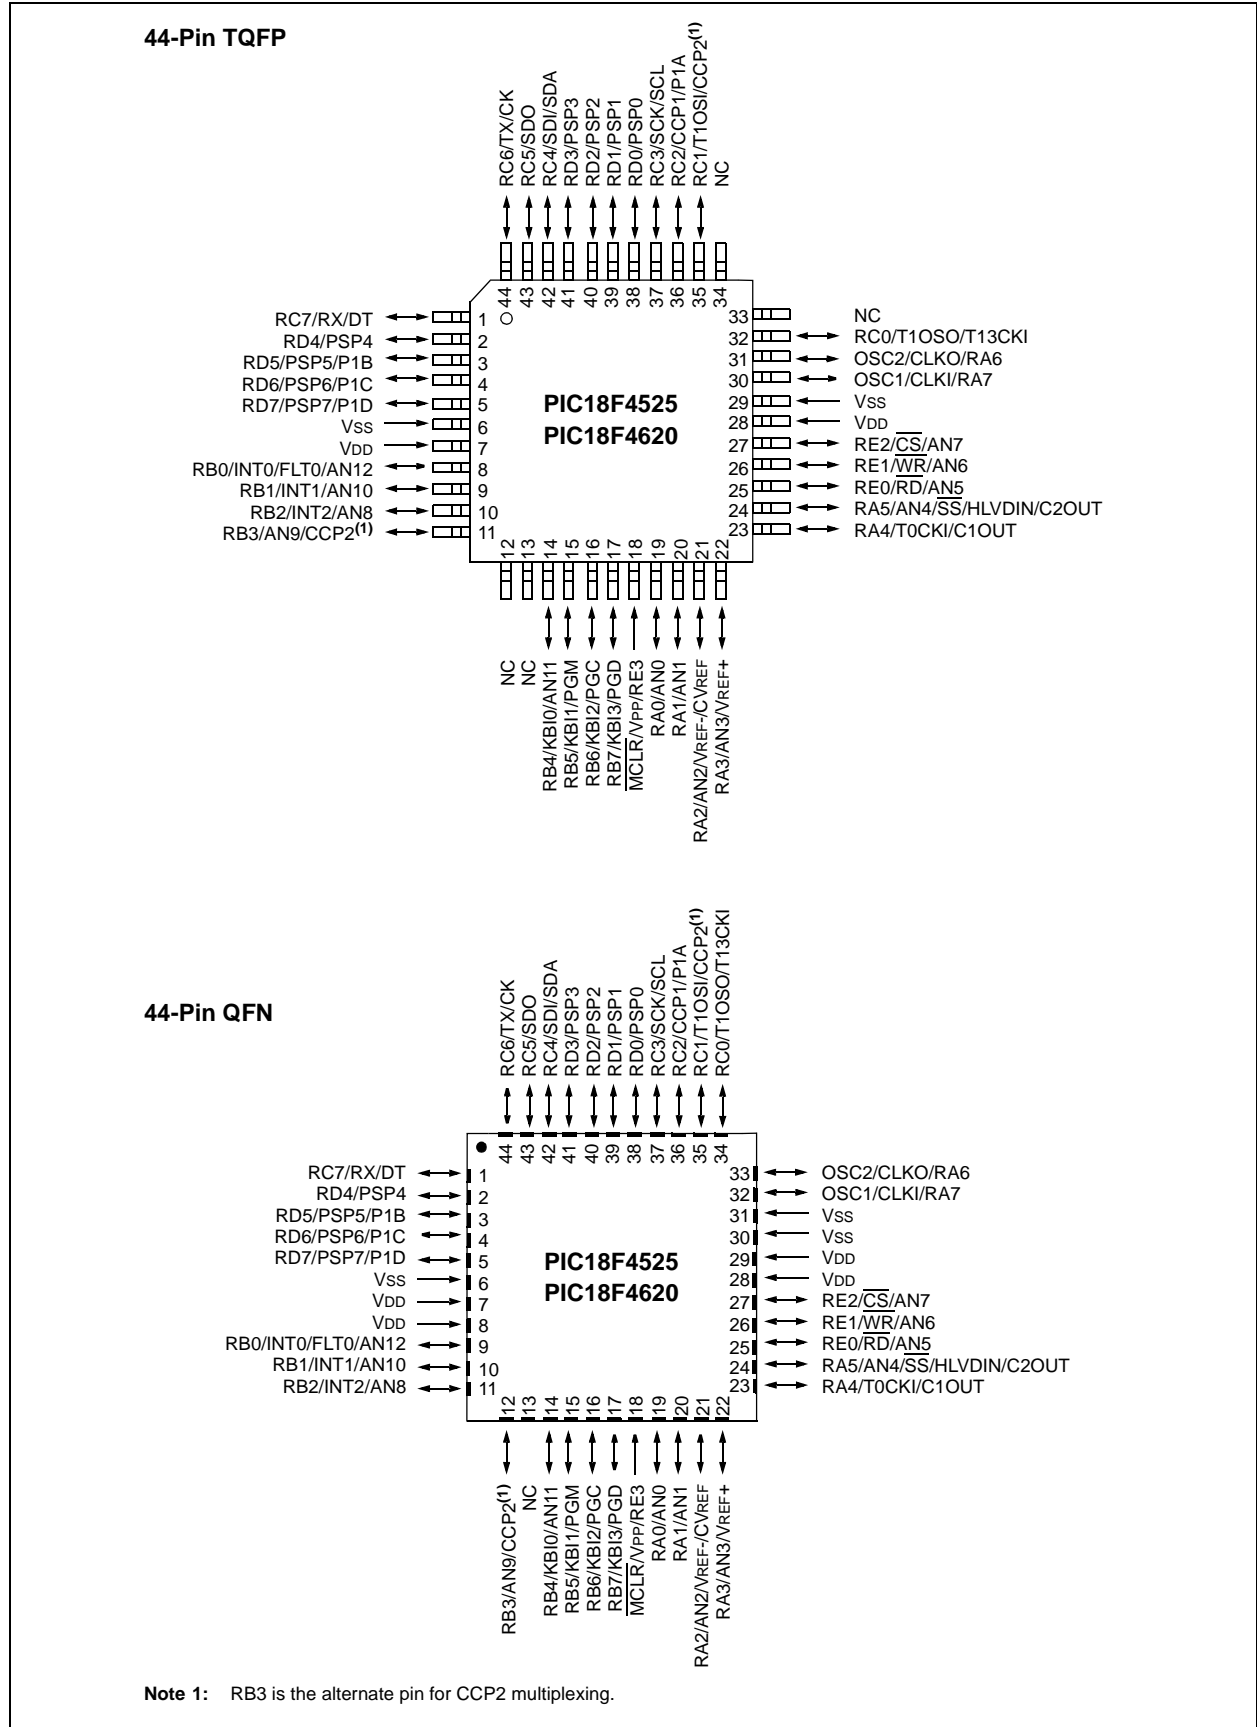 44-Pin TQFP
RC6/TX/CK
RC5/SDO
RC4/SDI/SDA
RD3/PSP3
RD2/PSP2
RD1/PSP1
RD0/PSP0
RC3/SCK/SCL
RC2/CCP1/P1A
RC1/T1OSI/CCP2(1)
NC
44
43
42
41
40
39
38
37
36
35
34
RC7/RX/DT 1
RD4/PSP4 2
RD5/PSP5/P1B 3
RD6/PSP6/P1C 4
RD7/PSP7/P1D 5
VSS 6
VDD 7
RB0/INT0/FLT0/AN12 8
RB1/INT1/AN10 9
RB2/INT2/AN8 10
RB3/AN9/CCP2(1) 11
PIC18F4525
PIC18F4620
33 NC
32 RC0/T1OSO/T13CKI
31 OSC2/CLKO/RA6
30 OSC1/CLKI/RA7
29 VSS
28 VDD
27 RE2/CS/AN7
26 RE1/WR/AN6
25 RE0/RD/AN5
24 RA5/AN4/SS/HLVDIN/C2OUT
23 RA4/T0CKI/C1OUT
12
13
14
15
16
17
18
19
20
21
22
NC
NC
RB4/KBI0/AN11
RB5/KBI1/PGM
RB6/KBI2/PGC
RB7/KBI3/PGD
MCLR/VPP/RE3
RA0/AN0
RA1/AN1
RA2/AN2/VREF-/CVREF
RA3/AN3/VREF+
44-Pin QFN
RC6/TX/CK
RC5/SDO
RC4/SDI/SDA
RD3/PSP3
RD2/PSP2
RD1/PSP1
RD0/PSP0
RC3/SCK/SCL
RC2/CCP1/P1A
RC1/T1OSI/CCP2(1)
RC0/T1OSO/T13CKI
44
43
42
41
40
39
38
37
36
35
34
RC7/RX/DT 1
RD4/PSP4 2
RD5/PSP5/P1B 3
RD6/PSP6/P1C 4
RD7/PSP7/P1D 5
VSS 6
VDD 7
VDD 8
RB0/INT0/FLT0/AN12 9
RB1/INT1/AN10 10
RB2/INT2/AN8 11
PIC18F4525
PIC18F4620
33 OSC2/CLKO/RA6
32 OSC1/CLKI/RA7
31 VSS
30 VSS
29 VDD
28 VDD
27 RE2/CS/AN7
26 RE1/WR/AN6
25 RE0/RD/AN5
24 RA5/AN4/SS/HLVDIN/C2OUT
23 RA4/T0CKI/C1OUT
12
13
14
15
16
17
18
19
20
21
22
RB3/AN9/CCP2(1)
NC
RB4/KBI0/AN11
RB5/KBI1/PGM
RB6/KBI2/PGC
RB7/KBI3/PGD
MCLR/VPP/RE3
RA0/AN0
RA1/AN1
RA2/AN2/VREF-/CVREF
RA3/AN3/VREF+
Note 1: RB3 is the alternate pin for CCP2 multiplexing.